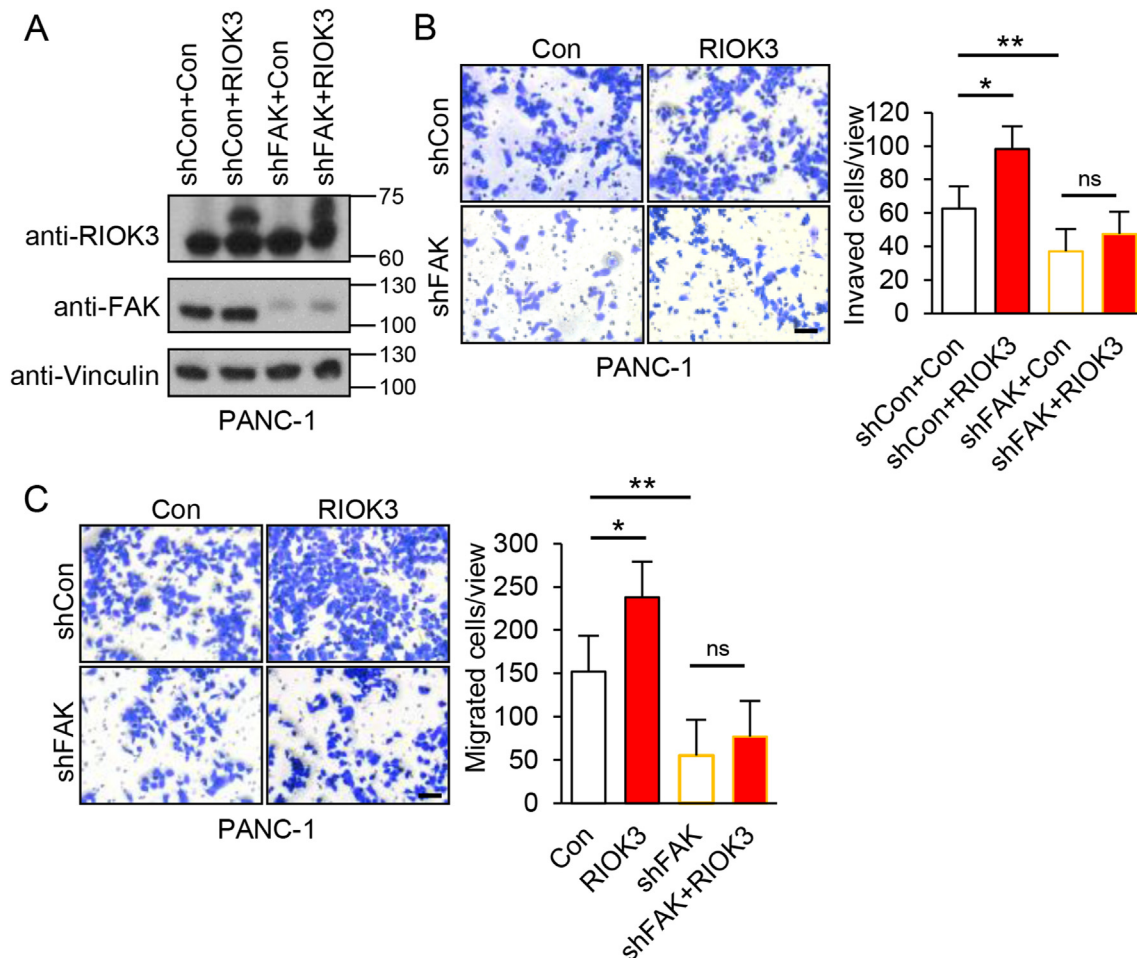 A
shCon+Con
shCon+RIOK3
shFAK+Con
shFAK+RIOK3
anti-RIOK3
75
60
anti-FAK
130
100
anti-Vinculin
130
100
PANC-1
B
Con
RIOK3
shCon
shFAK
PANC-1
Invaved cells/view
120
100
80
60
40
20
0
**
*
ns
shCon+Con
shCon+RIOK3
shFAK+Con
shFAK+RIOK3
C
Con
RIOK3
shCon
shFAK
PANC-1
Migrated cells/view
300
250
200
150
100
50
0
**
*
ns
Con
RIOK3
shFAK
shFAK+RIOK3